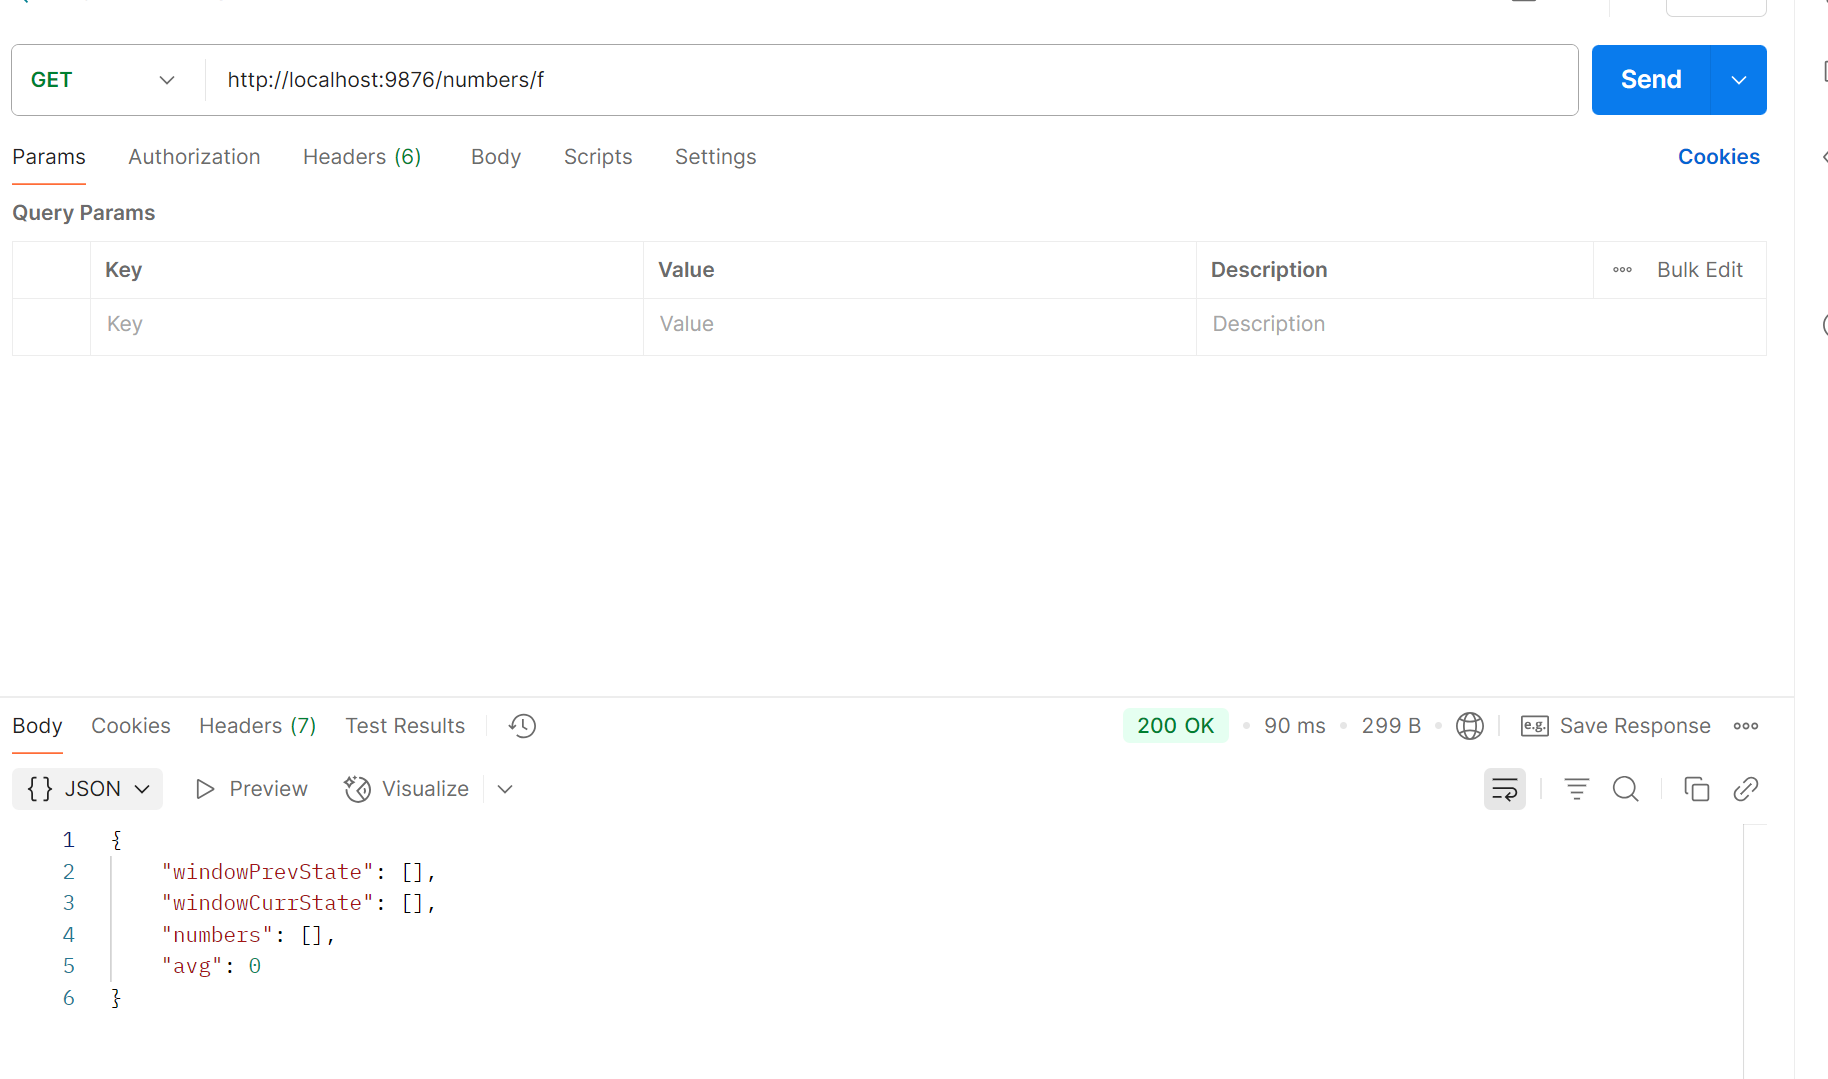 GET http://localhost:9876/numbers/f Send
Params Authorization Headers (6) Body Scripts Settings Cookies
Query Params
Key Value Description Bulk Edit
Key Value Description
Body Cookies Headers (7) Test Results 200 OK 90 ms 299 B e.g. Save Response
{} JSON Preview Visualize
1 {
2 "windowPrevState": [],
3 "windowCurrState": [],
4 "numbers": [],
5 "avg": 0
6 }